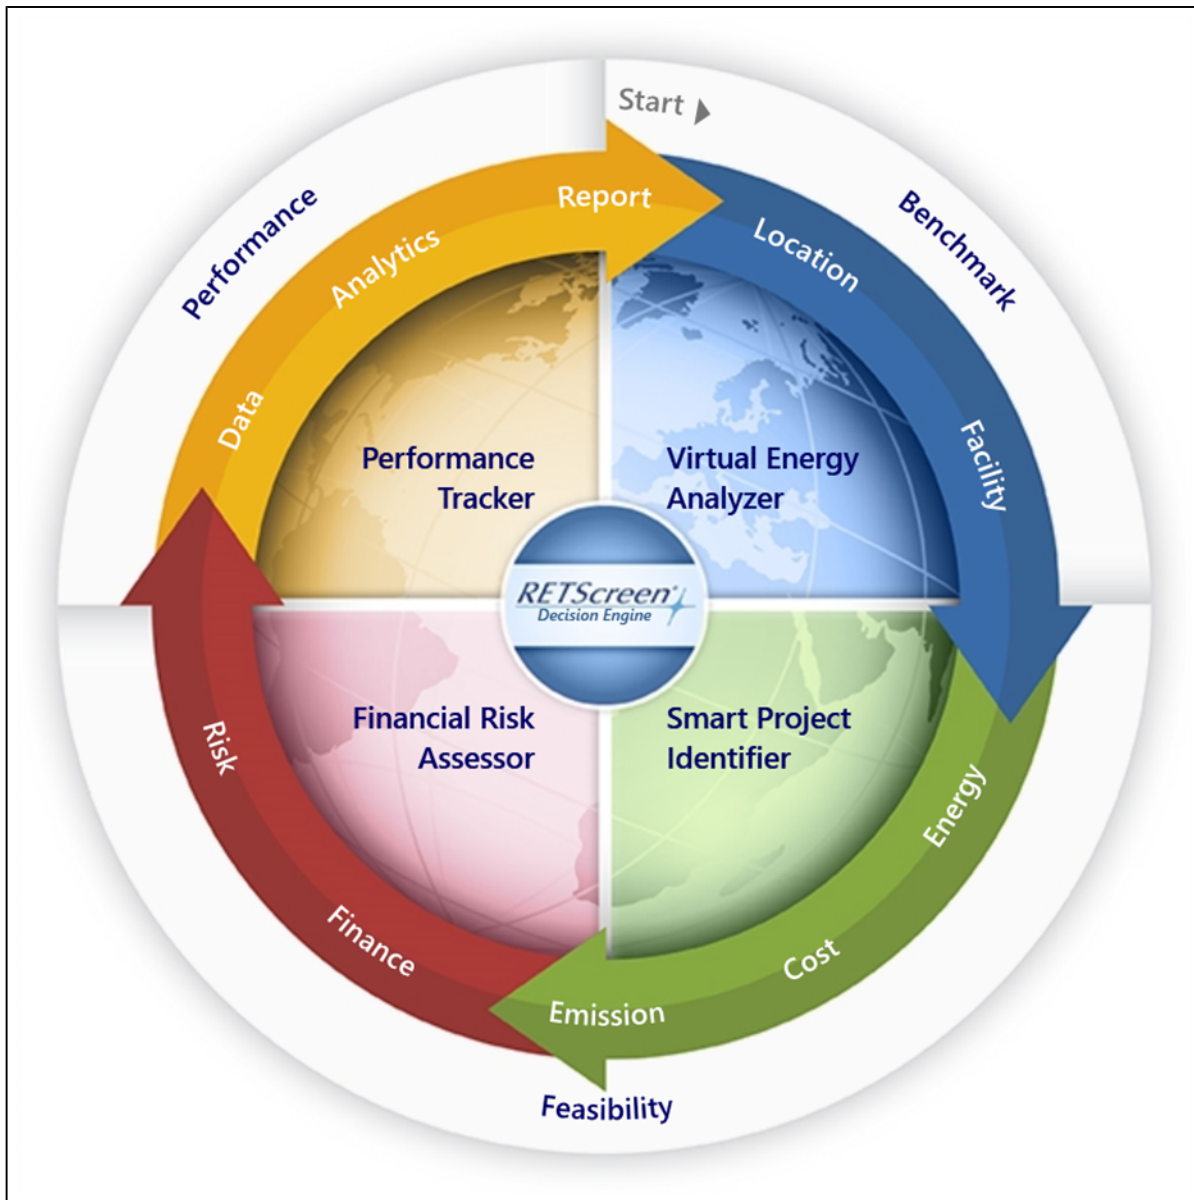 Start
Benchmark
Location
Facility
Virtual Energy
Analyzer
Energy
Cost
Emission
Smart Project
Identifier
Feasibility
Finance
Risk
Financial Risk
Assessor
Performance
Data
Analytics
Report
Performance
Tracker
RETScreen®
Decision Engine